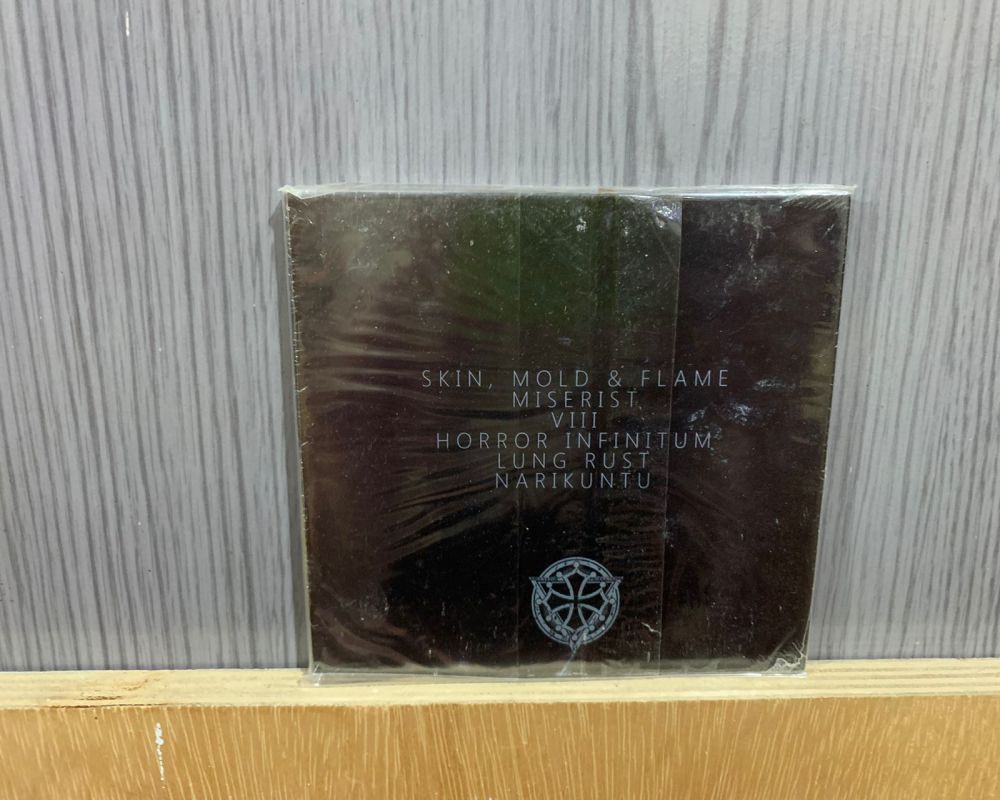 SKIN, MOLD & FLAME
MISERIST
VIII
HORROR INFINITUM
LUNG RUST
NARIKUNTU